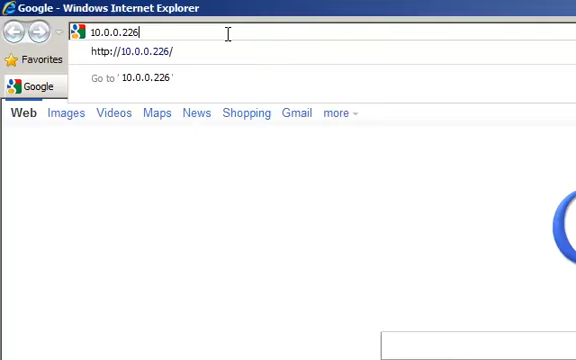 Google - Windows Internet Explorer
10.0.0.226
http://10.0.0.226/
Favorites
Go to ' 10.0.0.226 '
Google
Web Images Videos Maps News Shopping Gmail more